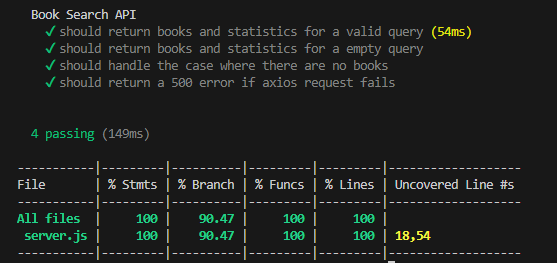 Book Search API
✓ should return books and statistics for a valid query (54ms)
✓ should return books and statistics for a empty query
✓ should handle the case where there are no books
✓ should return a 500 error if axios request fails
4 passing (149ms)
-----------|---------|----------|---------|---------|-------------------
File       | % Stmts | % Branch | % Funcs | % Lines | Uncovered Line #s
-----------|---------|----------|---------|---------|-------------------
All files  |     100 |    90.47 |     100 |     100 |
 server.js |     100 |    90.47 |     100 |     100 | 18,54
-----------|---------|----------|---------|---------|-------------------